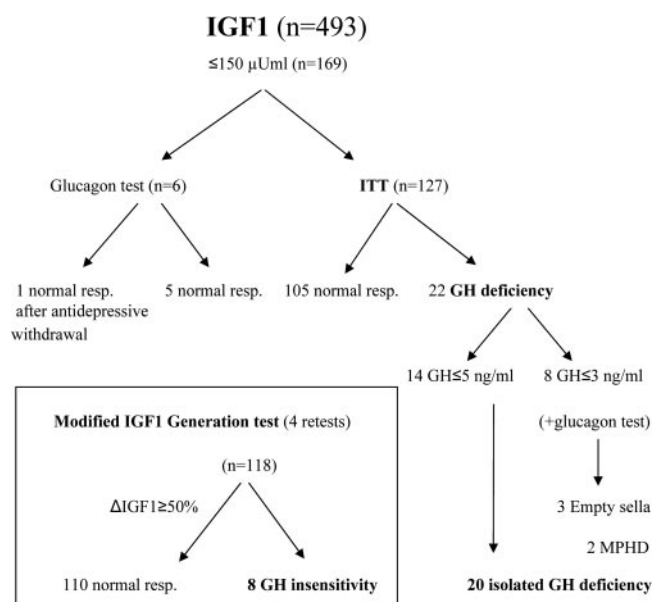 IGF1 (n=493)
≤150 µUml (n=169)
Glucagon test (n=6)
ITT (n=127)
1 normal resp.
after antidepressive
withdrawal
5 normal resp.
105 normal resp.
22 GH deficiency
14 GH≤5 ng/ml
8 GH≤3 ng/ml
(+glucagon test)
3 Empty sella
2 MPHD
20 isolated GH deficiency
Modified IGF1 Generation test (4 retests)
(n=118)
ΔIGF1≥50%
110 normal resp.
8 GH insensitivity